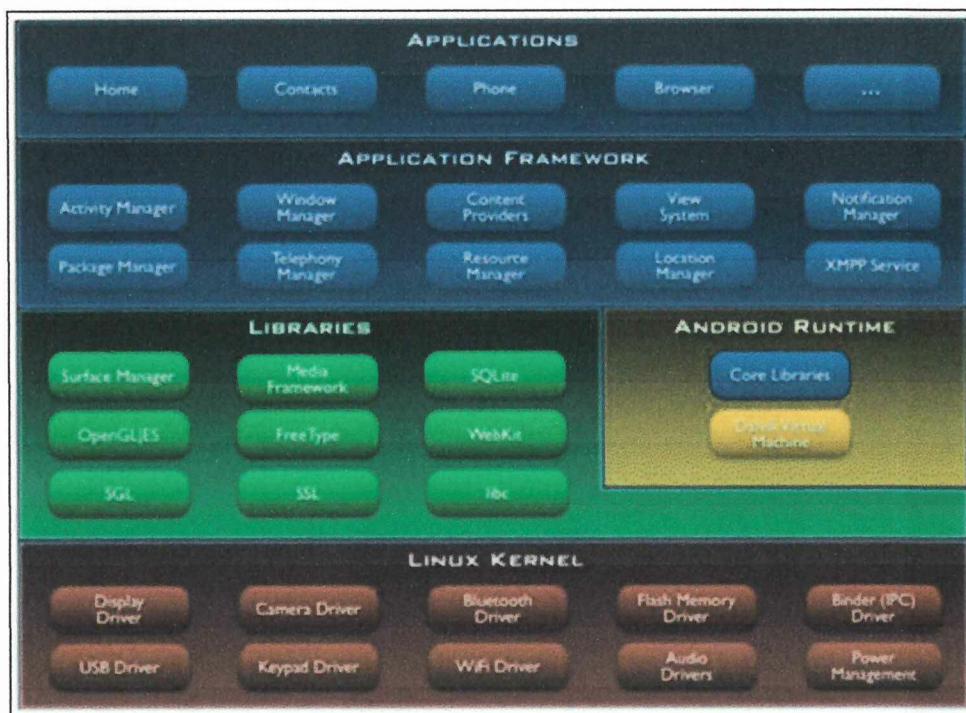 APPLICATIONS
Home
Contacts
Phone
Browser
...
APPLICATION FRAMEWORK
Activity Manager
Window
Manager
Content
Providers
View
System
Notification
Manager
Package Manager
Telephony
Manager
Resource
Manager
Location
Manager
XMPP Service
LIBRARIES
Surface Manager
Media
Framework
SQLite
OpenGL|ES
FreeType
WebKit
SGL
SSL
libc
ANDROID RUNTIME
Core Libraries
Dalvik Virtual
Machine
LINUX KERNEL
Display
Driver
Camera Driver
Bluetooth
Driver
Flash Memory
Driver
Binder (IPC)
Driver
USB Driver
Keypad Driver
WiFi Driver
Audio
Drivers
Power
Management